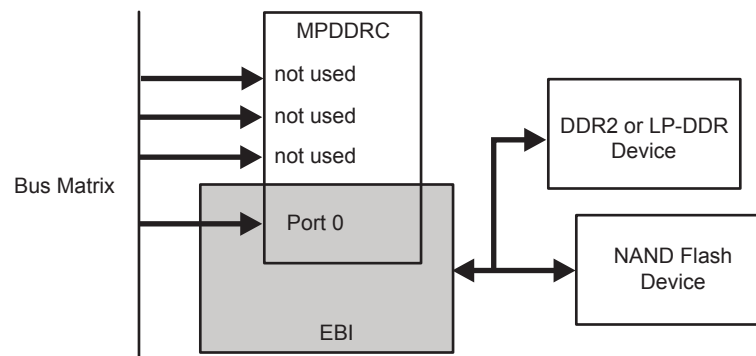 MPDDRC
not used
not used
not used
Bus Matrix
Port 0
EBI
DDR2 or LP-DDR
Device
NAND Flash
Device